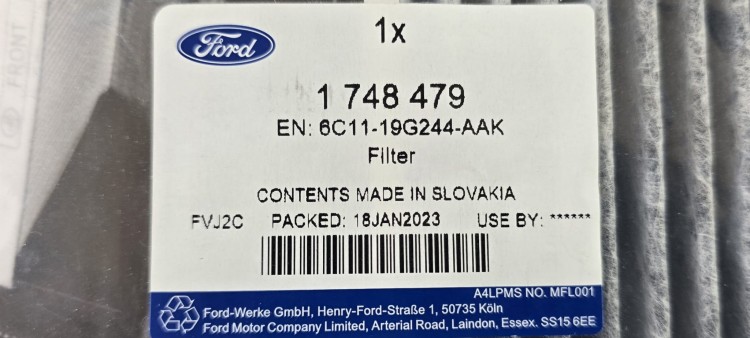 FRONT
Ford
1x
1 748 479
EN: 6C11-19G244-AAK
Filter
CONTENTS MADE IN SLOVAKIA
FVJ2C PACKED: 18JAN2023 USE BY: ******
A4LPMS NO. MFL001
Ford-Werke GmbH, Henry-Ford-Straße 1, 50735 Köln
Ford Motor Company Limited, Arterial Road, Laindon, Essex. SS15 6EE